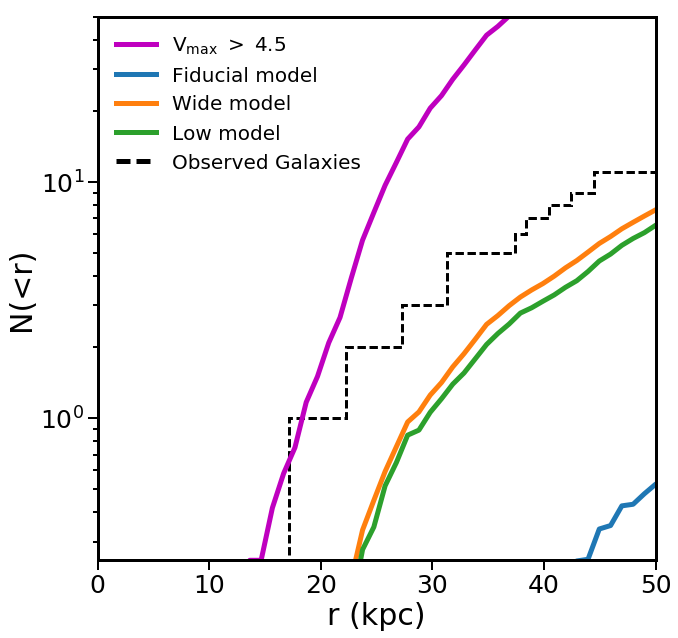 V_max > 4.5
Fiducial model
Wide model
Low model
Observed Galaxies
10^1
10^0
N(<r)
0 10 20 30 40 50
r (kpc)